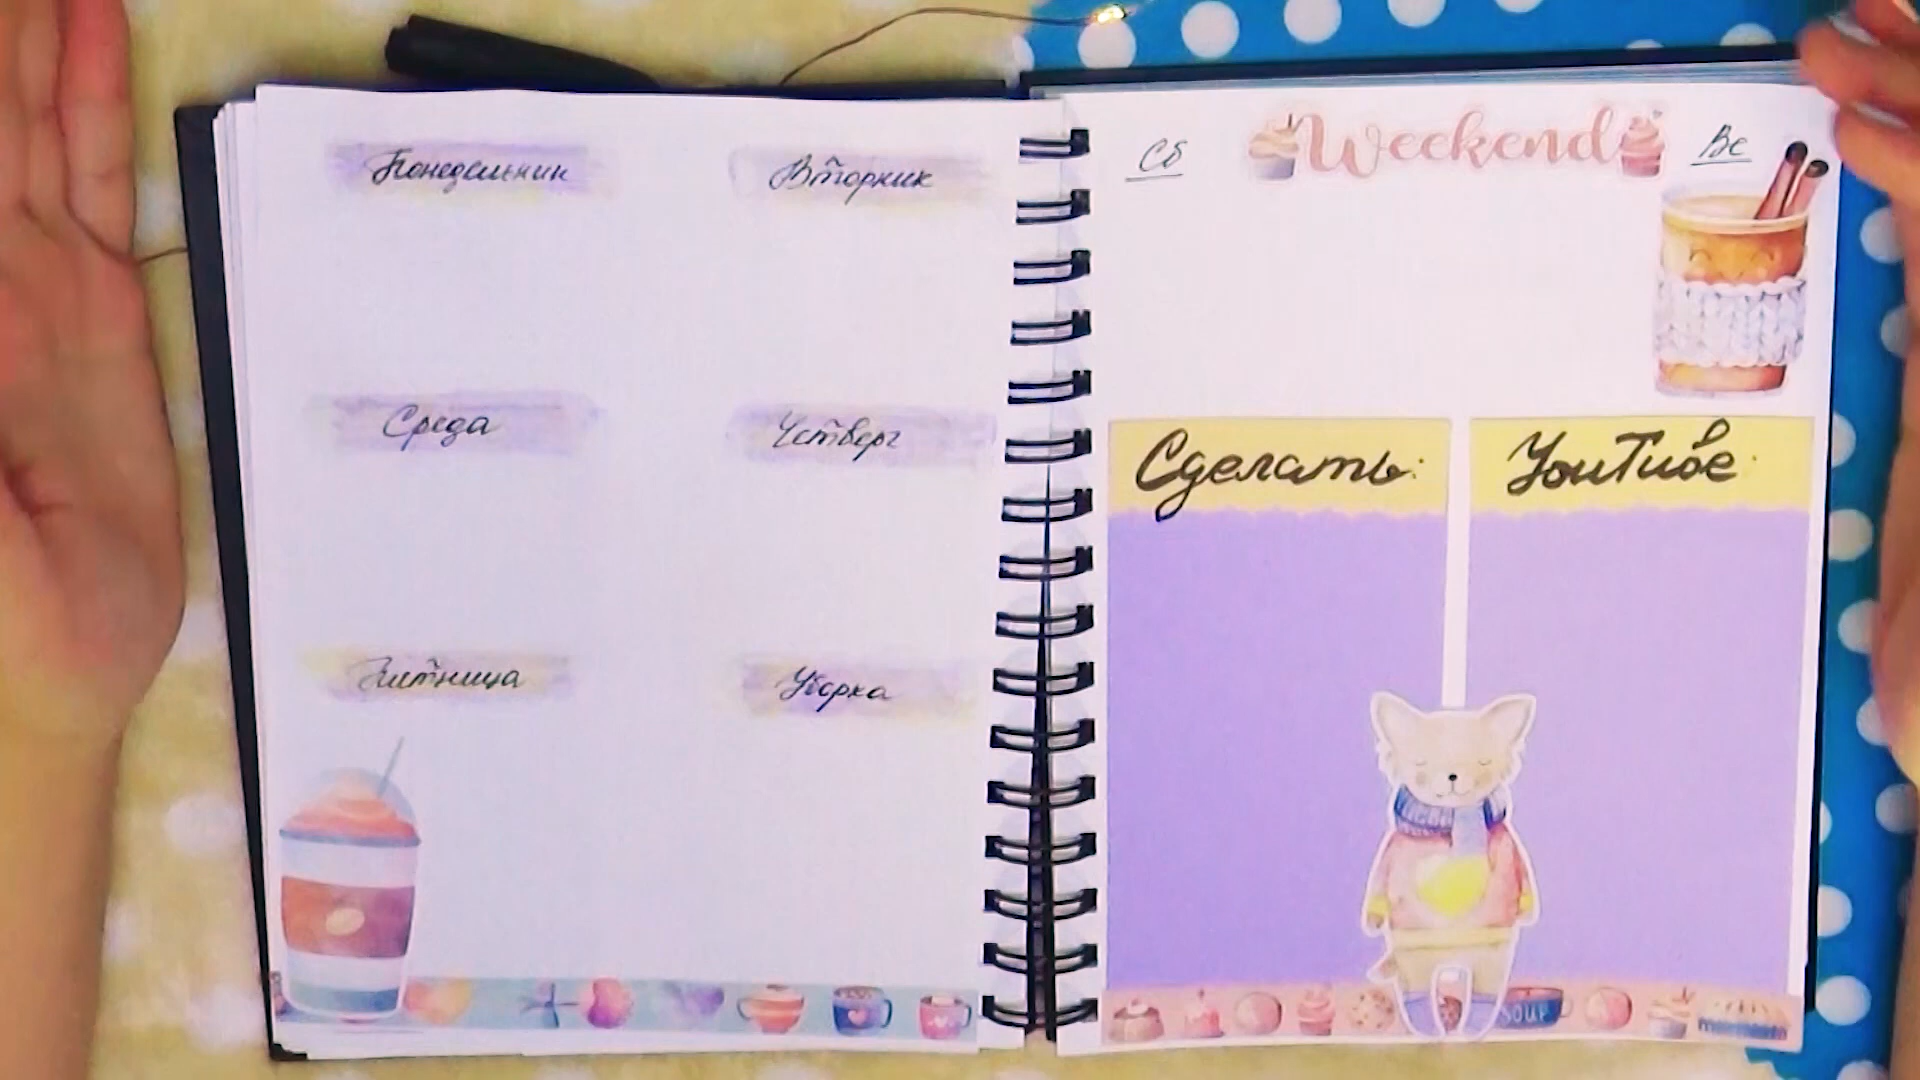 Понедельник
Вторник
Среда
Четверг
Пятница
Уборка
Сб
Weekend
Вс
Сделать:
YouTube:
SOUP